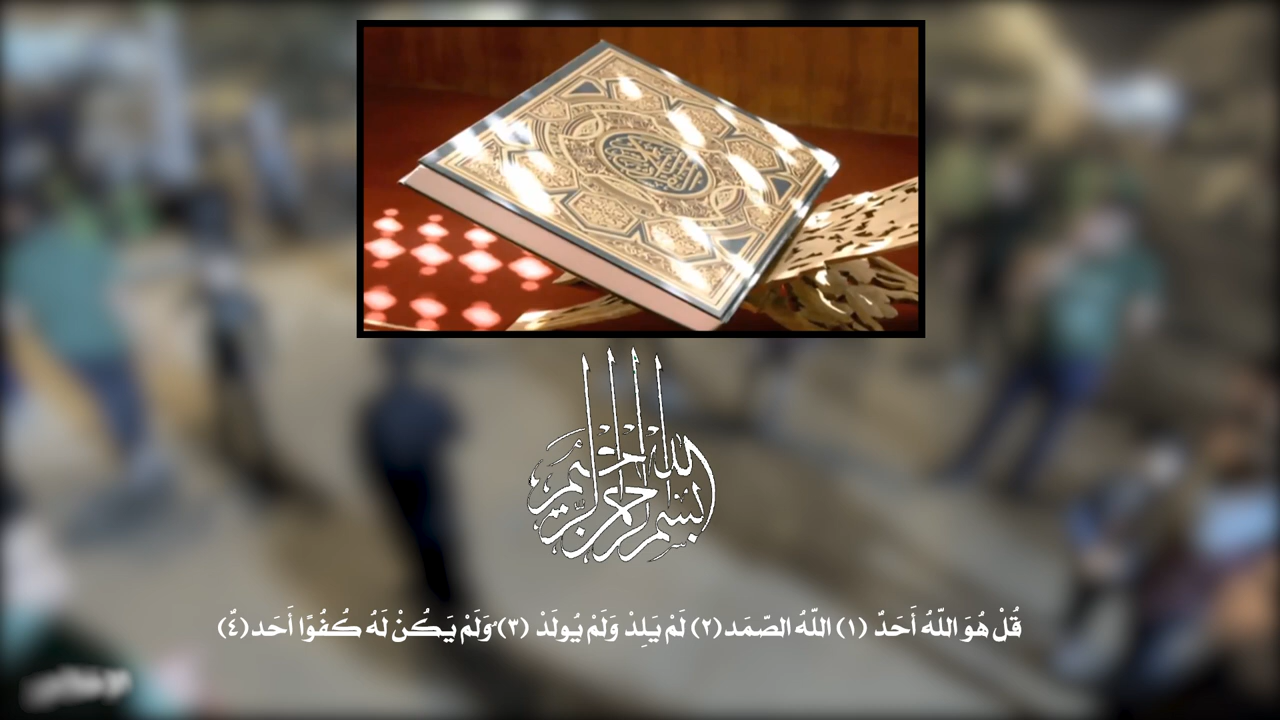 بسم الله الرحمن الرحيم
قُلْ هُوَ اللّهُ أَحَدٌ (١) اللّهُ الصّمَد(٢) لَمْ يَلِدْ وَلَمْ يُولَدْ (٣)ُوَلَمْ يَكُنْ لَهُ كُفُوًا أَحَد(٤)ٌ